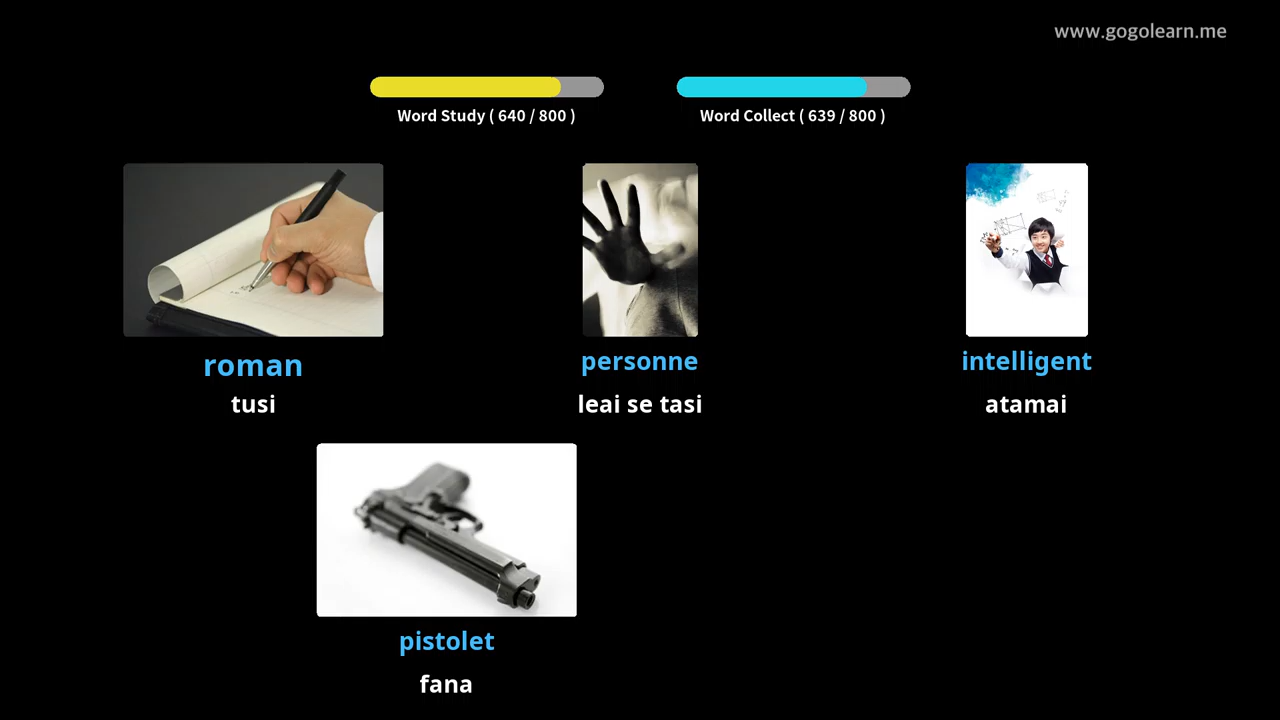 www.gogolearn.me
Word Study ( 640 / 800 )
Word Collect ( 639 / 800 )
roman
tusi
personne
leai se tasi
intelligent
atamai
pistolet
fana